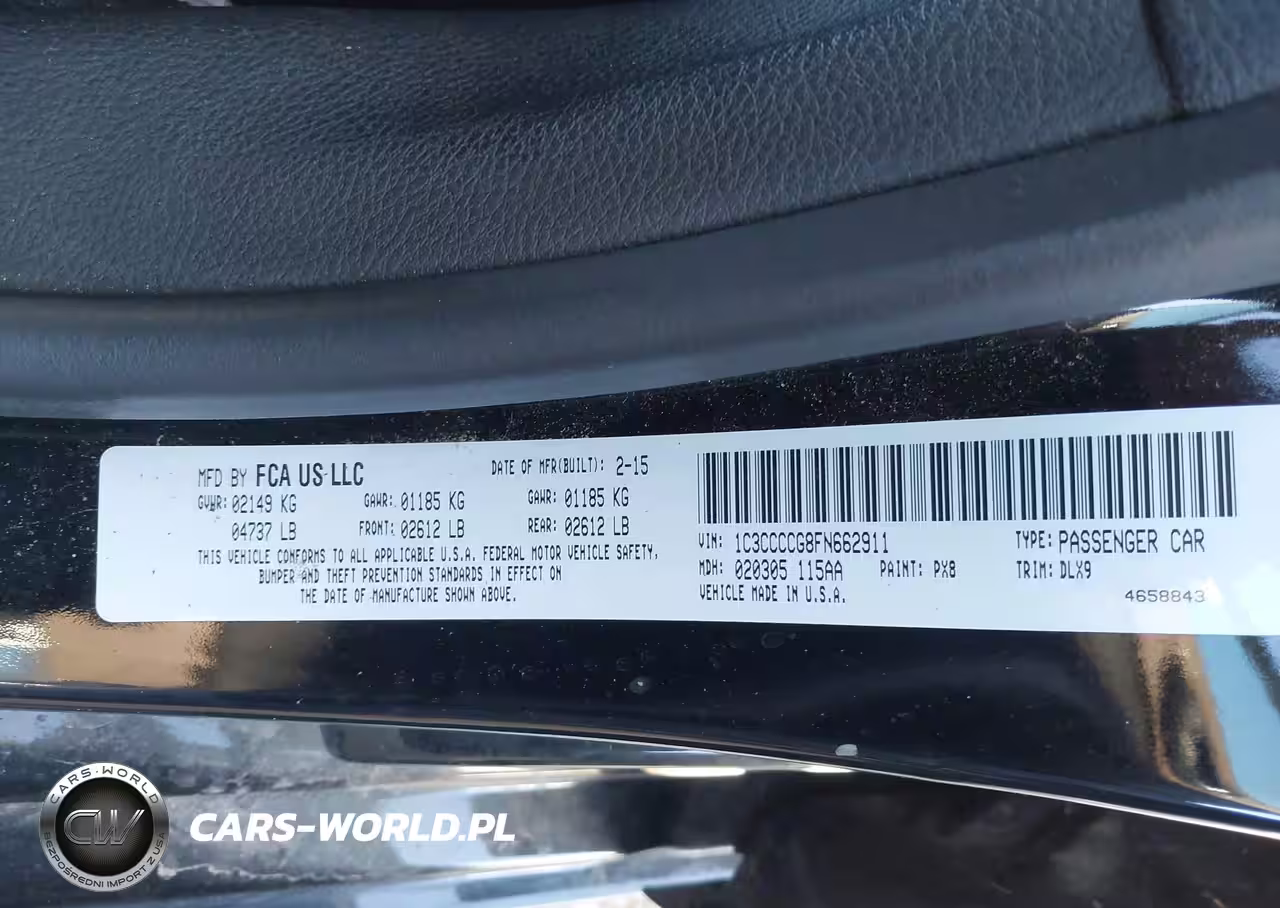 MFD BY FCA US LLC
DATE OF MFR(BUILT): 2-15
GVWR: 02149 KG
GAWR: 01185 KG
GAWR: 01185 KG
04737 LB
FRONT: 02612 LB
REAR: 02612 LB
THIS VEHICLE CONFORMS TO ALL APPLICABLE U.S.A. FEDERAL MOTOR VEHICLE SAFETY,
BUMPER AND THEFT PREVENTION STANDARDS IN EFFECT ON
THE DATE OF MANUFACTURE SHOWN ABOVE.
VIN: 1C3CCCCG8FN662911
TYPE: PASSENGER CAR
MDH: 020305 115AA
PAINT: PX8
TRIM: DLX9
VEHICLE MADE IN U.S.A.
4658843
CARS-WORLD
CW
BEZPOŚREDNI IMPORT Z USA
CARS-WORLD.PL